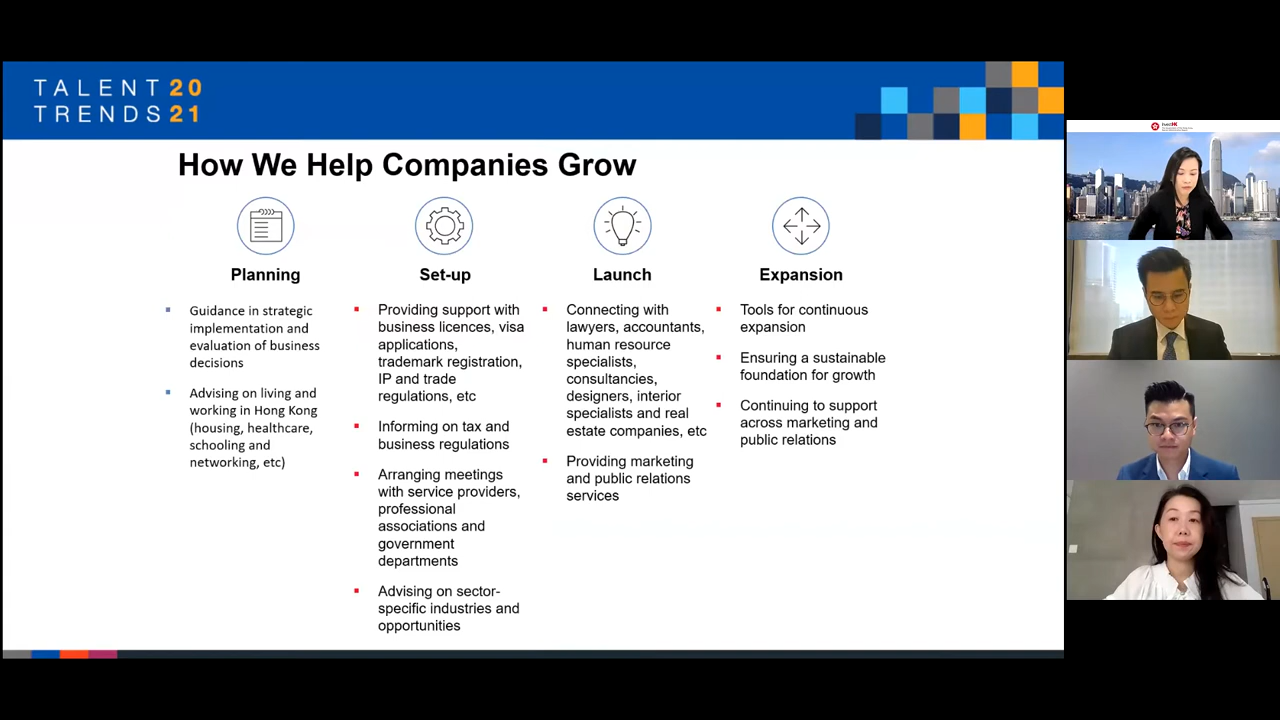 TALENT 20
TRENDS 21
How We Help Companies Grow
Planning
Guidance in strategic
implementation and
evaluation of business
decisions
Advising on living and
working in Hong Kong
(housing, healthcare,
schooling and
networking, etc)
Set-up
Providing support with
business licences, visa
applications,
trademark registration,
IP and trade
regulations, etc
Informing on tax and
business regulations
Arranging meetings
with service providers,
professional
associations and
government
departments
Advising on sector-
specific industries and
opportunities
Launch
Connecting with
lawyers, accountants,
human resource
specialists,
consultancies,
designers, interior
specialists and real
estate companies, etc
Providing marketing
and public relations
services
Expansion
Tools for continuous
expansion
Ensuring a sustainable
foundation for growth
Continuing to support
across marketing and
public relations